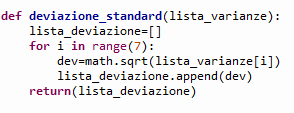 def deviazione_standard(lista_varianze):
    lista_deviazione=[]
    for i in range(7):
        dev=math.sqrt(lista_varianze[i])
        lista_deviazione.append(dev)
    return(lista_deviazione)